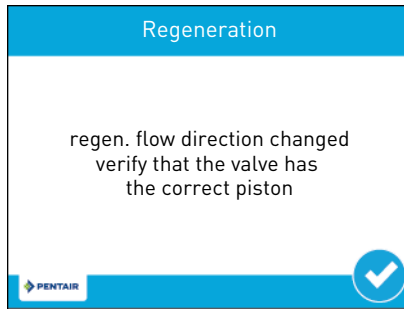 Regeneration
regen. flow direction changed
verify that the valve has
the correct piston
PENTAIR